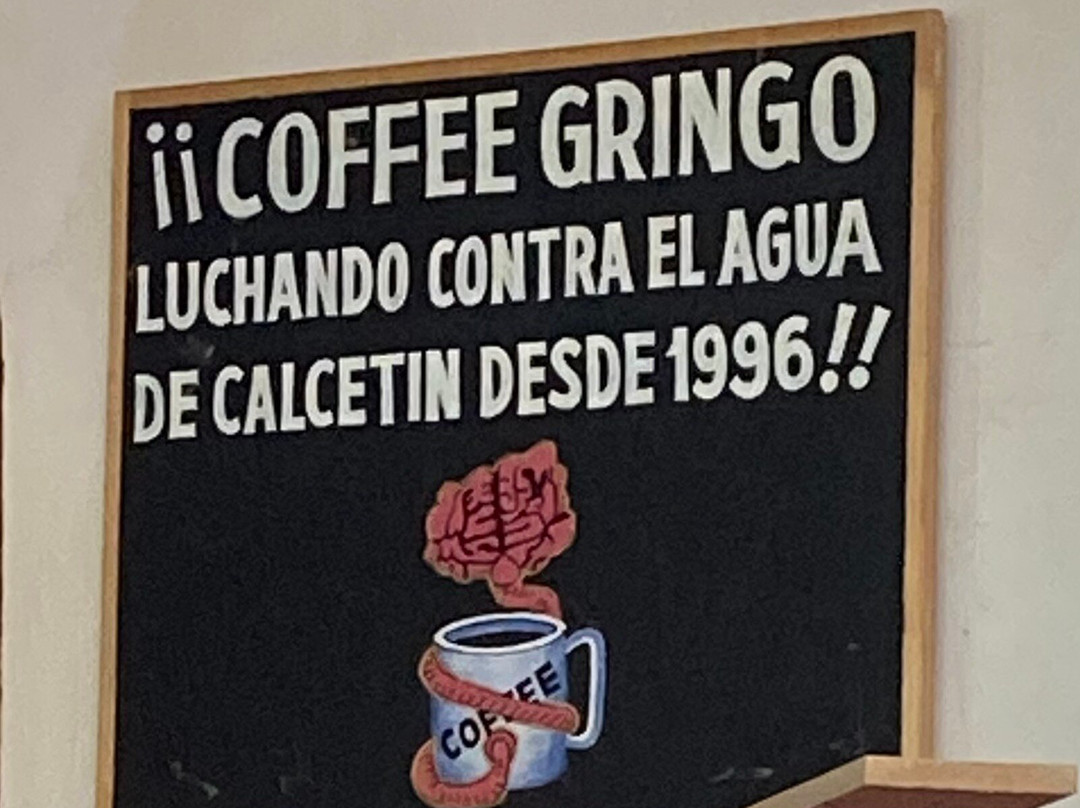 ¡¡COFFEE GRINGO
LUCHANDO CONTRA EL AGUA
DE CALCETIN DESDE 1996!!
COFFEE